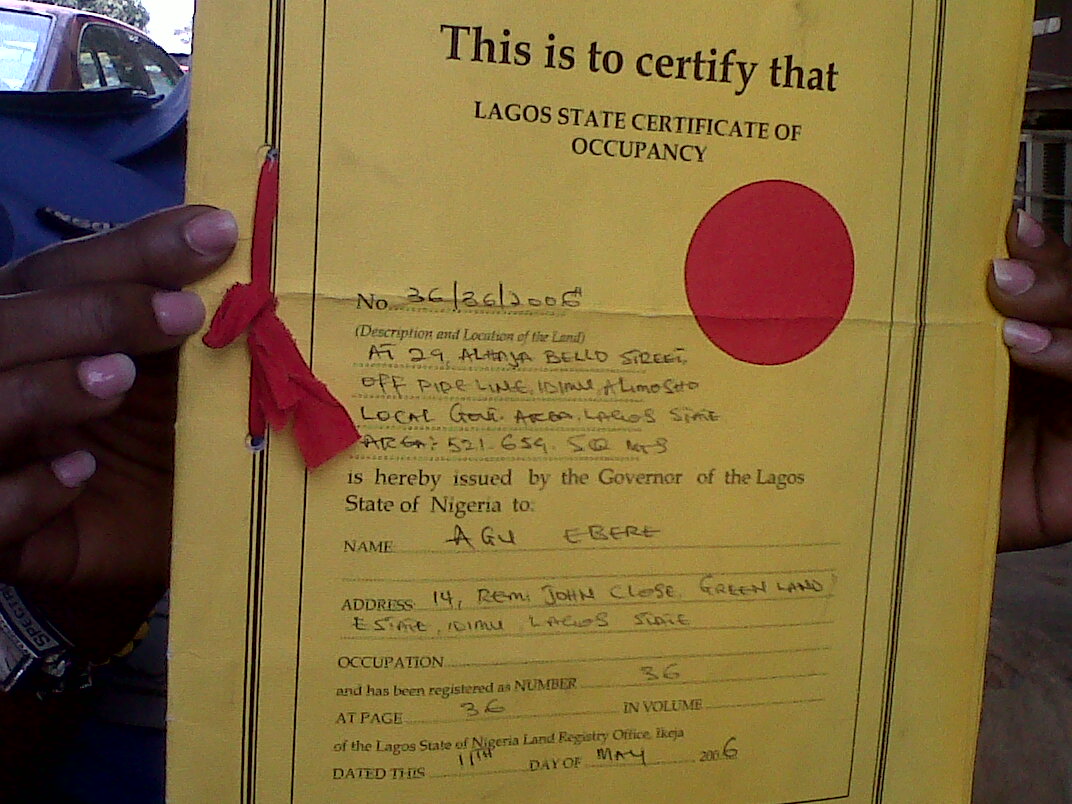 This is to certify that
LAGOS STATE CERTIFICATE OF
OCCUPANCY
No 36/36/2006
(Description and Location of the Land)
AT 29, ALHAJA BELLO STREET,
OFF PIPE LINE, IDIMU, ALIMOSHO
LOCAL GOVT. AREA, LAGOS STATE
AREA: 521.659. SQ MTS
is hereby issued by the Governor of the Lagos
State of Nigeria to:
NAME AGU EBERE
ADDRESS 14, REMI JOHN CLOSE, GREEN LAND
ESTATE, IDIMU, LAGOS STATE
OCCUPATION
and has been registered as NUMBER 36
AT PAGE 36 IN VOLUME
of the Lagos State of Nigeria Land Registry Office, Ikeja
DATED THIS 11TH DAY OF MAY 2006